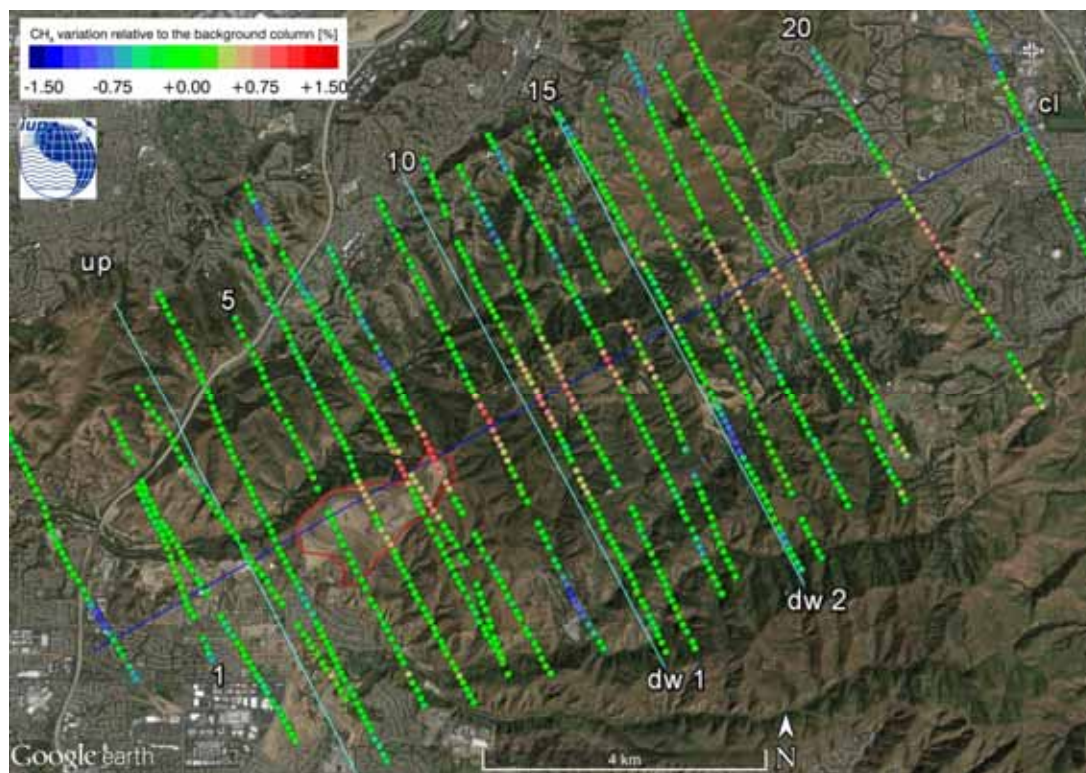 CH₄ variation relative to the background column [%]
-1.50 -0.75 +0.00 +0.75 +1.50
20
15
cl
10
up
5
1
dw 1
dw 2
4 km
N
Google earth